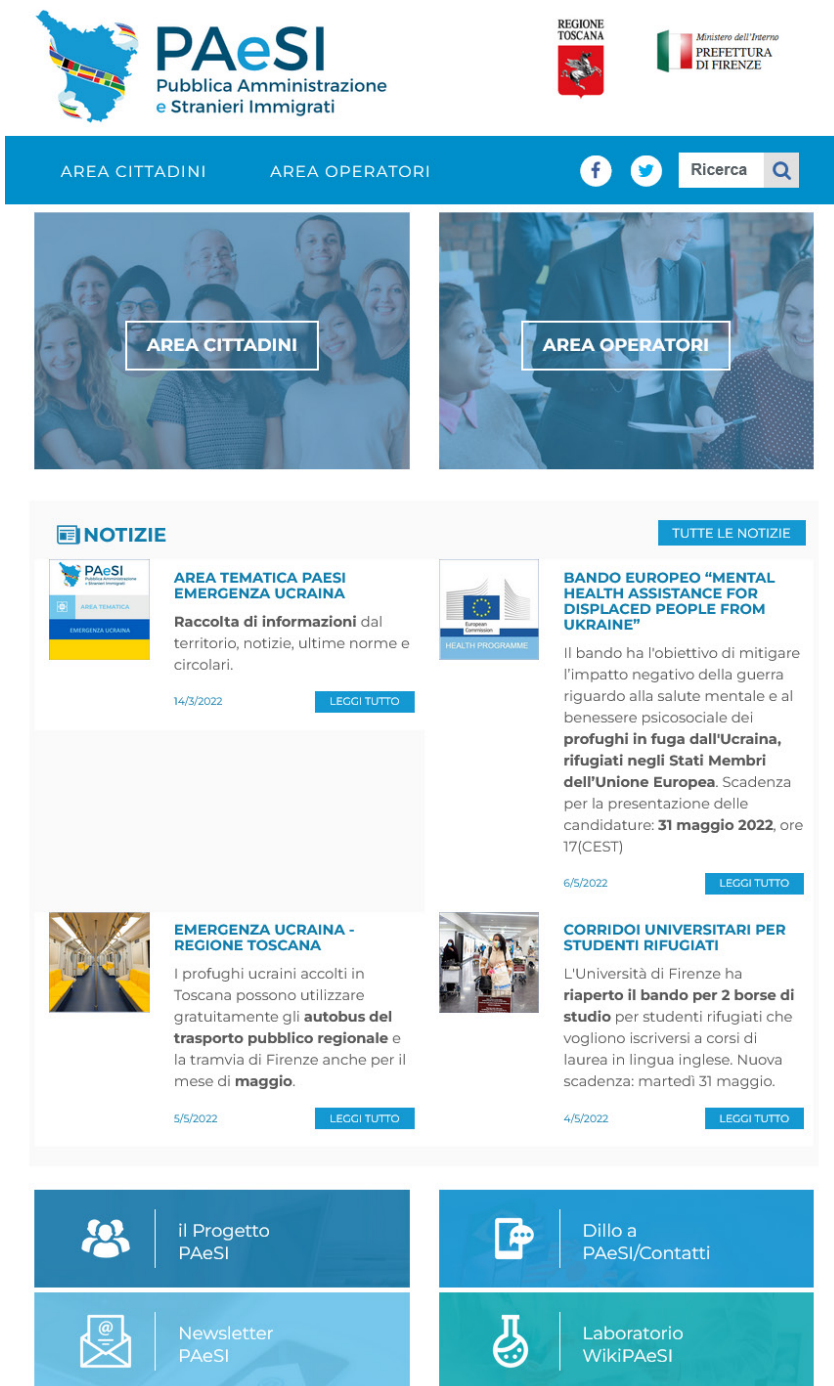 PAeSI
Pubblica Amministrazione
e Stranieri Immigrati
REGIONE
TOSCANA
Ministero dell'Interno
PREFETTURA
DI FIRENZE
AREA CITTADINI
AREA OPERATORI
Ricerca
AREA CITTADINI
AREA OPERATORI
NOTIZIE
TUTTE LE NOTIZIE
PAeSI
Pubblica Amministrazione
e Stranieri Immigrati
AREA TEMATICA
EMERGENZA UCRAINA
AREA TEMATICA PAESI
EMERGENZA UCRAINA
Raccolta di informazioni dal
territorio, notizie, ultime norme e
circolari.
14/3/2022
LEGGI TUTTO
European
Commission
HEALTH PROGRAMME
BANDO EUROPEO “MENTAL
HEALTH ASSISTANCE FOR
DISPLACED PEOPLE FROM
UKRAINE”
Il bando ha l'obiettivo di mitigare
l’impatto negativo della guerra
riguardo alla salute mentale e al
benessere psicosociale dei
profughi in fuga dall'Ucraina,
rifugiati negli Stati Membri
dell’Unione Europea. Scadenza
per la presentazione delle
candidature: 31 maggio 2022, ore
17(CEST)
6/5/2022
LEGGI TUTTO
EMERGENZA UCRAINA -
REGIONE TOSCANA
I profughi ucraini accolti in
Toscana possono utilizzare
gratuitamente gli autobus del
trasporto pubblico regionale e
la tramvia di Firenze anche per il
mese di maggio.
5/5/2022
LEGGI TUTTO
CORRIDOI UNIVERSITARI PER
STUDENTI RIFUGIATI
L'Università di Firenze ha
riaperto il bando per 2 borse di
studio per studenti rifugiati che
vogliono iscriversi a corsi di
laurea in lingua inglese. Nuova
scadenza: martedì 31 maggio.
4/5/2022
LEGGI TUTTO
il Progetto
PAeSI
Dillo a
PAeSI/Contatti
Newsletter
PAeSI
Laboratorio
WikiPAeSI